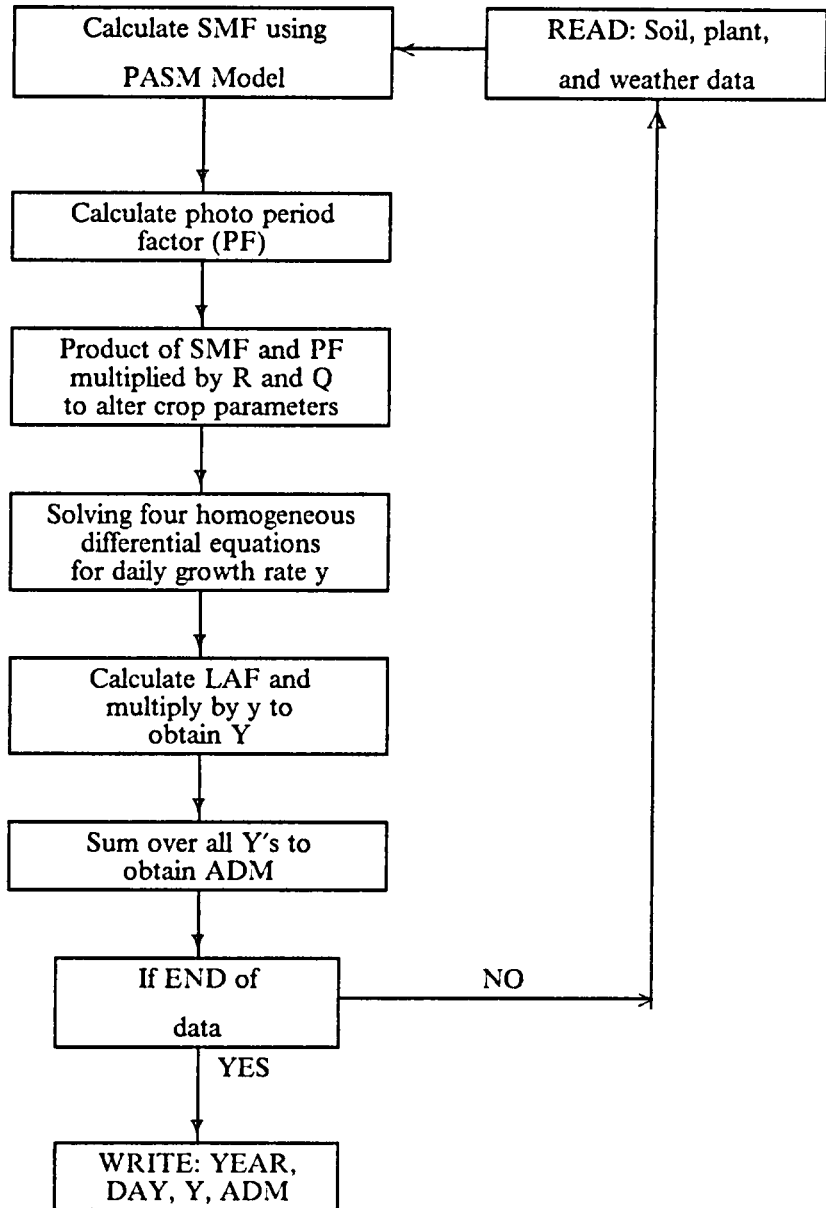 Calculate SMF using
PASM Model
READ: Soil, plant,
and weather data
Calculate photo period
factor (PF)
Product of SMF and PF
multiplied by R and Q
to alter crop parameters
Solving four homogeneous
differential equations
for daily growth rate y
Calculate LAF and
multiply by y to
obtain Y
Sum over all Y's to
obtain ADM
If END of
data
NO
YES
WRITE: YEAR,
DAY, Y, ADM